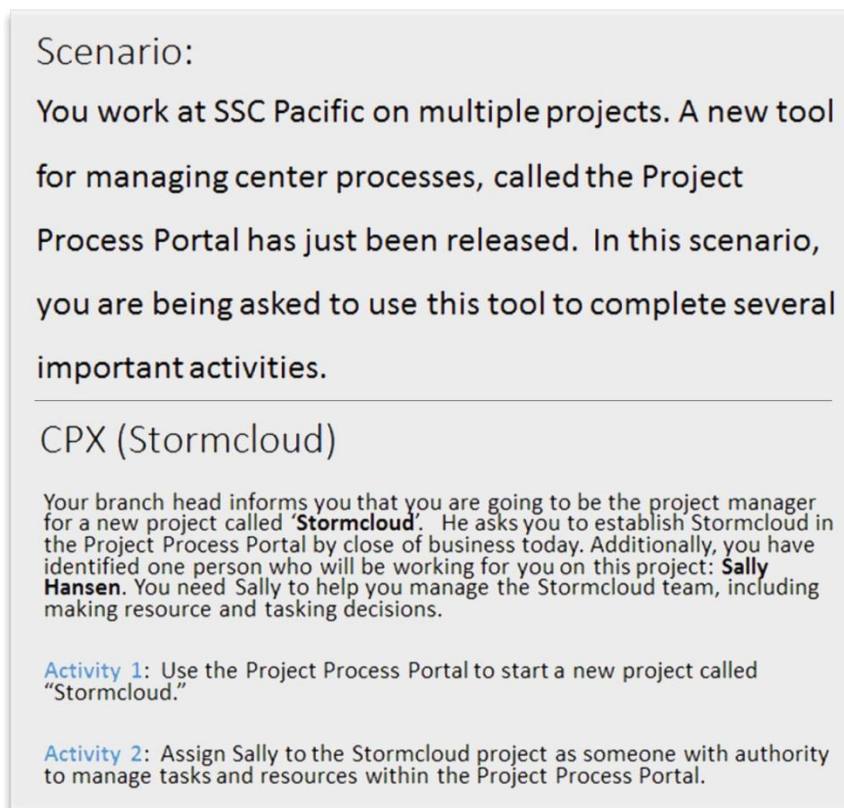 Scenario:
You work at SSC Pacific on multiple projects. A new tool
for managing center processes, called the Project
Process Portal has just been released. In this scenario,
you are being asked to use this tool to complete several
important activities.
CPX (Stormcloud)
Your branch head informs you that you are going to be the project manager
for a new project called ‘Stormcloud’. He asks you to establish Stormcloud in
the Project Process Portal by close of business today. Additionally, you have
identified one person who will be working for you on this project: Sally
Hansen. You need Sally to help you manage the Stormcloud team, including
making resource and tasking decisions.
Activity 1: Use the Project Process Portal to start a new project called
“Stormcloud.”
Activity 2: Assign Sally to the Stormcloud project as someone with authority
to manage tasks and resources within the Project Process Portal.